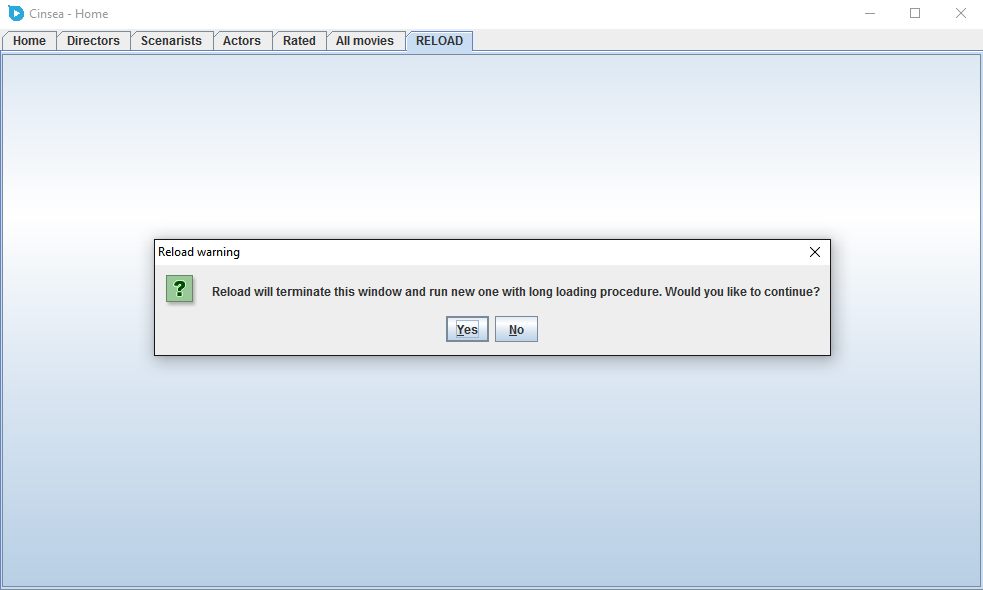 Cinsea - Home
Home Directors Scenarists Actors Rated All movies RELOAD
Reload warning
? Reload will terminate this window and run new one with long loading procedure. Would you like to continue?
Yes No